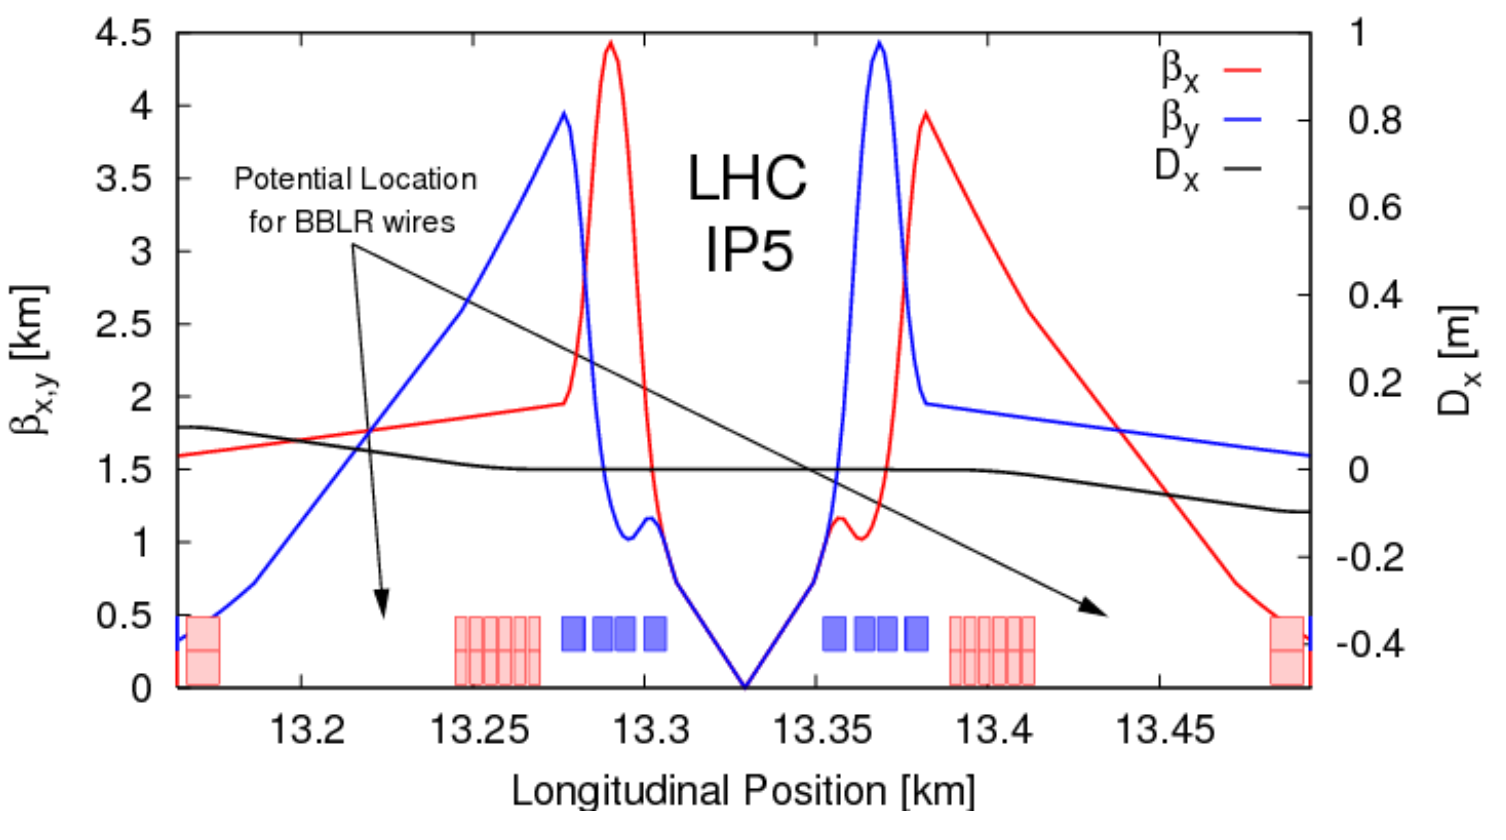 4.5
4
3.5
3
2.5
2
1.5
1
0.5
0
βx,y [km]
1
0.8
0.6
0.4
0.2
0
-0.2
-0.4
Dx [m]
βx
βy
Dx
Potential Location
for BBLR wires
LHC
IP5
13.2 13.25 13.3 13.35 13.4 13.45
Longitudinal Position [km]